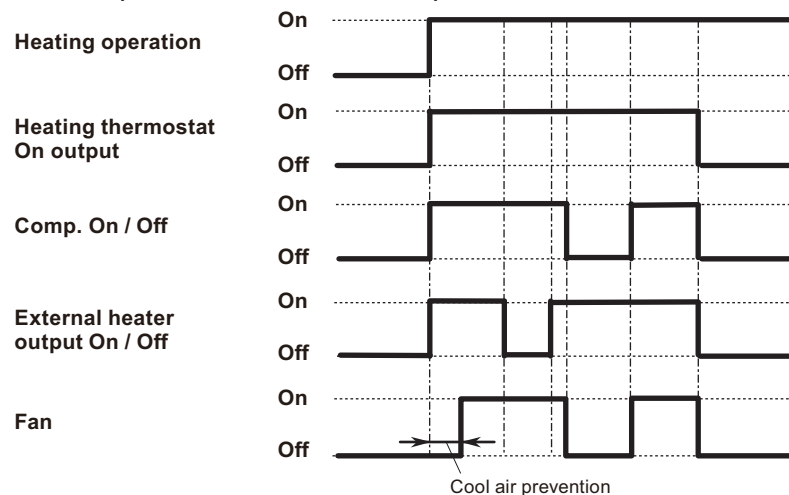 Heating operation
On
Off
Heating thermostat
On output
On
Off
Comp. On / Off
On
Off
External heater
output On / Off
On
Off
Fan
On
Off
Cool air prevention